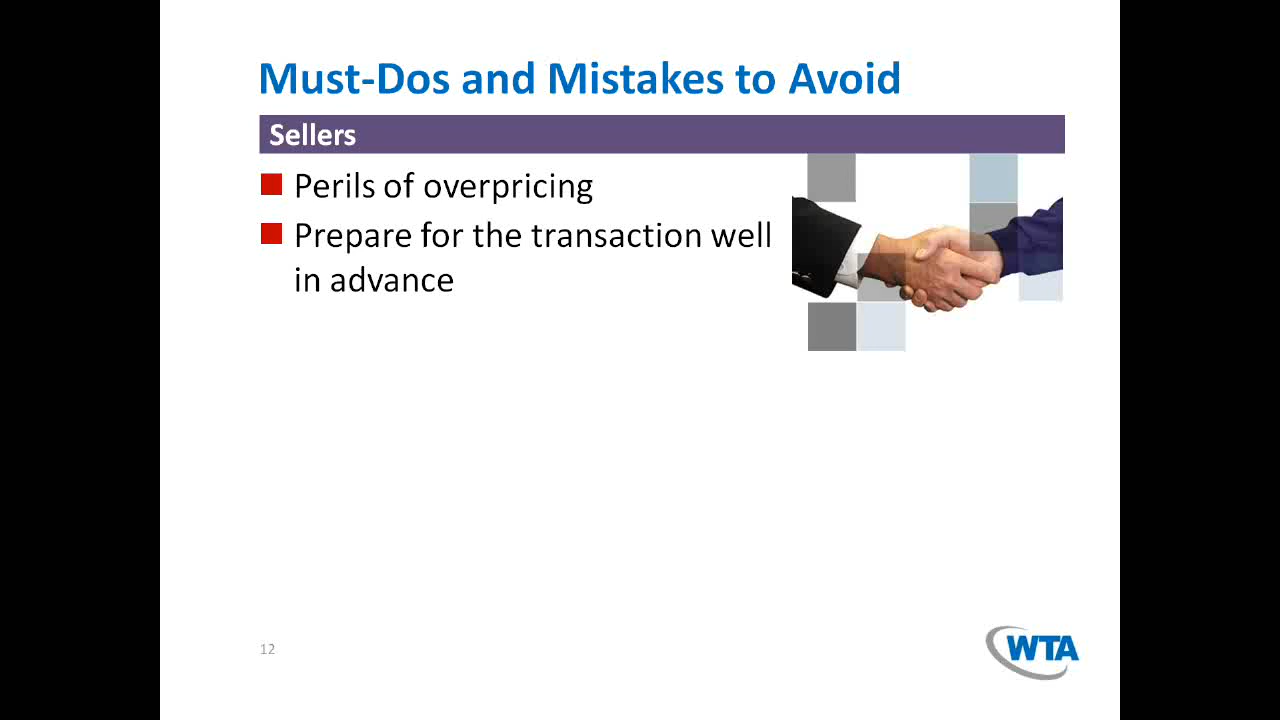 Must-Dos and Mistakes to Avoid
Sellers
Perils of overpricing
Prepare for the transaction well
in advance
12
WTA